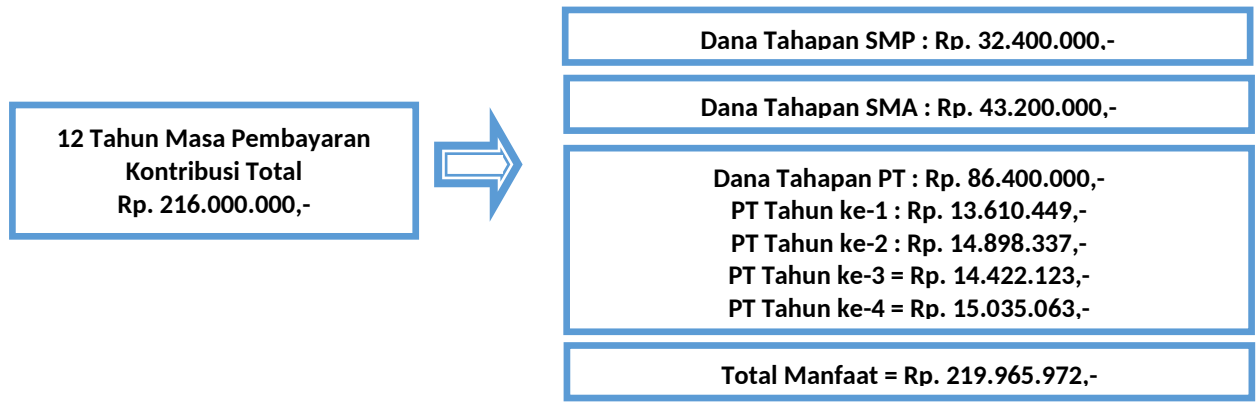 12 Tahun Masa Pembayaran
Kontribusi Total
Rp. 216.000.000,-
Dana Tahapan SMP : Rp. 32.400.000,-
Dana Tahapan SMA : Rp. 43.200.000,-
Dana Tahapan PT : Rp. 86.400.000,-
PT Tahun ke-1 : Rp. 13.610.449,-
PT Tahun ke-2 : Rp. 14.898.337,-
PT Tahun ke-3 = Rp. 14.422.123,-
PT Tahun ke-4 = Rp. 15.035.063,-
Total Manfaat = Rp. 219.965.972,-